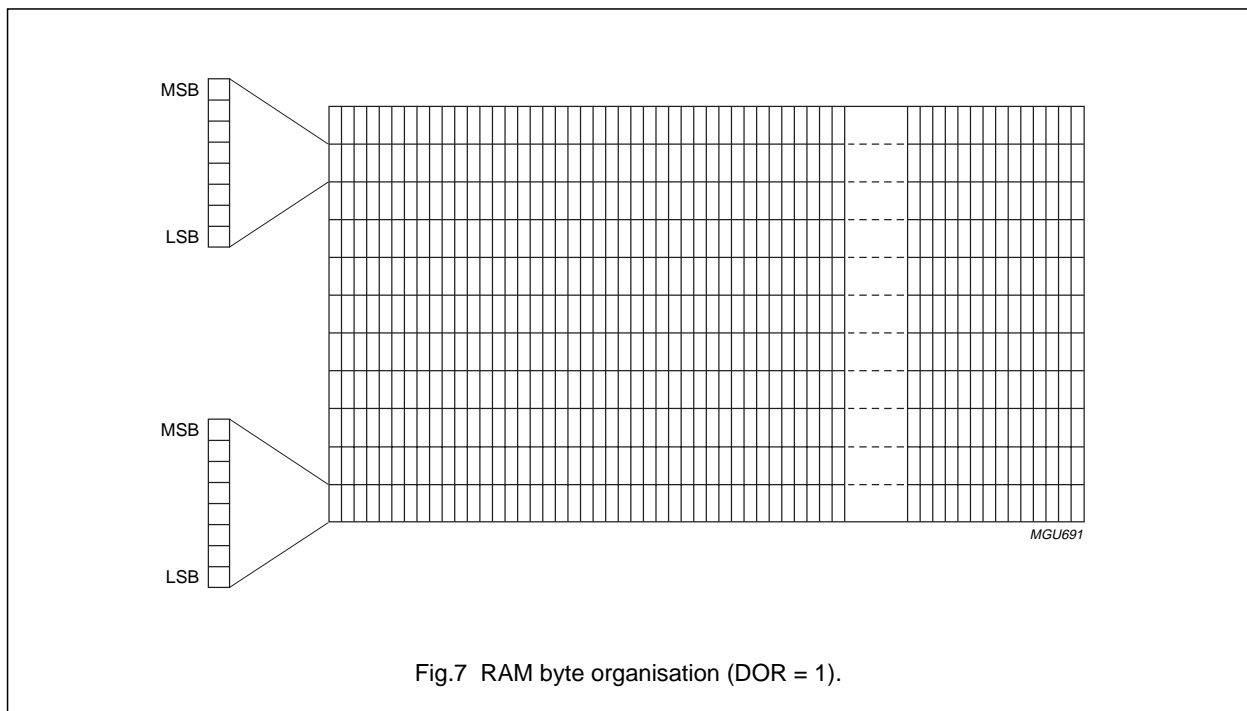 MSB
LSB
MSB
LSB
MGU691
Fig.7 RAM byte organisation (DOR = 1).